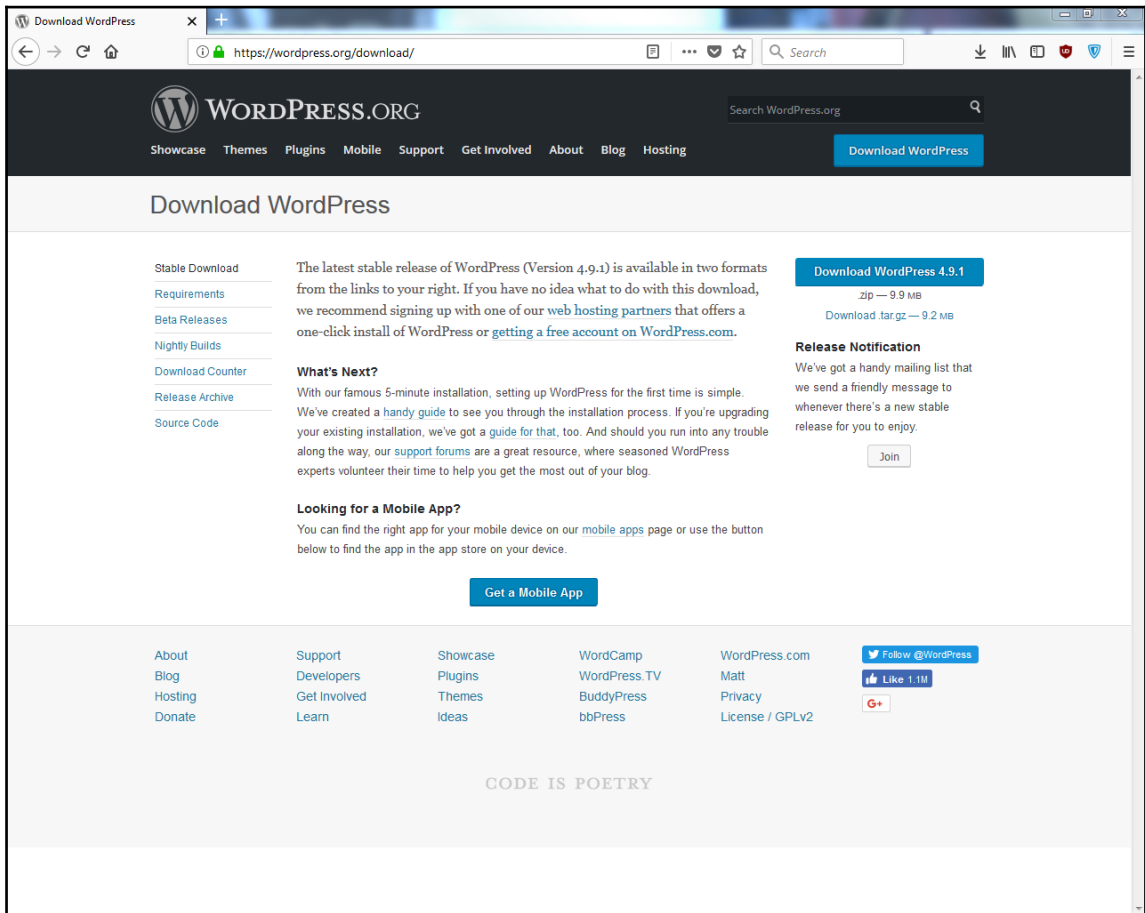 Download WordPress
https://wordpress.org/download/
Search
WORDPRESS.ORG
Search WordPress.org
Showcase Themes Plugins Mobile Support Get Involved About Blog Hosting
Download WordPress
Download WordPress
Stable Download
Requirements
Beta Releases
Nightly Builds
Download Counter
Release Archive
Source Code
The latest stable release of WordPress (Version 4.9.1) is available in two formats
from the links to your right. If you have no idea what to do with this download,
we recommend signing up with one of our web hosting partners that offers a
one-click install of WordPress or getting a free account on WordPress.com.
What's Next?
With our famous 5-minute installation, setting up WordPress for the first time is simple.
We've created a handy guide to see you through the installation process. If you're upgrading
your existing installation, we've got a guide for that, too. And should you run into any trouble
along the way, our support forums are a great resource, where seasoned WordPress
experts volunteer their time to help you get the most out of your blog.
Looking for a Mobile App?
You can find the right app for your mobile device on our mobile apps page or use the button
below to find the app in the app store on your device.
Get a Mobile App
Download WordPress 4.9.1
.zip — 9.9 MB
Download .tar.gz — 9.2 MB
Release Notification
We've got a handy mailing list that
we send a friendly message to
whenever there's a new stable
release for you to enjoy.
Join
About
Blog
Hosting
Donate
Support
Developers
Get Involved
Learn
Showcase
Plugins
Themes
Ideas
WordCamp
WordPress.TV
BuddyPress
bbPress
WordPress.com
Matt
Privacy
License / GPLv2
Follow @WordPress
Like 1.1M
G+
CODE IS POETRY